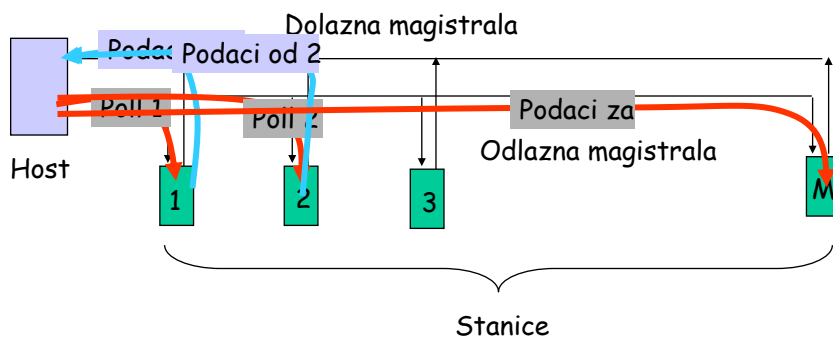 Dolazna magistrala
Podaci od 2
Poll 1
Poll 2
Podaci za
Host
Odlazna magistrala
1
2
3
M
Stanice